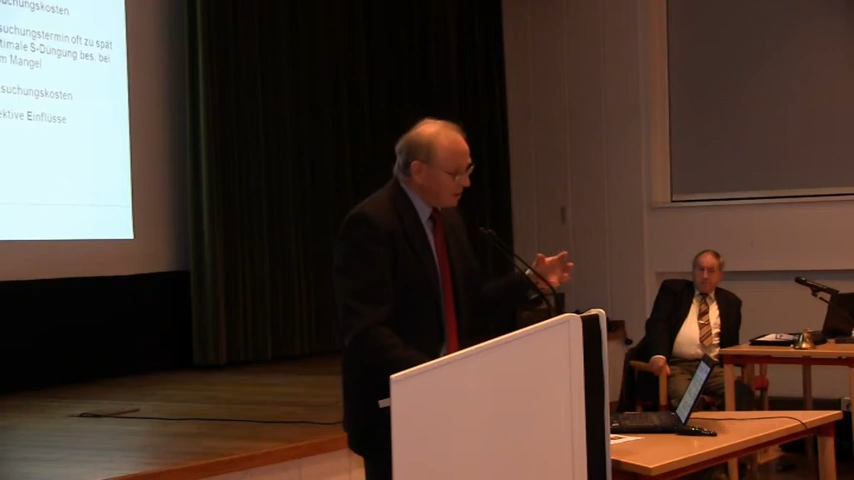 suchungskosten
suchungstermin oft zu spät
timale S-Düngung bes. bei
m Mangel
suchungskosten
ektive Einflüsse